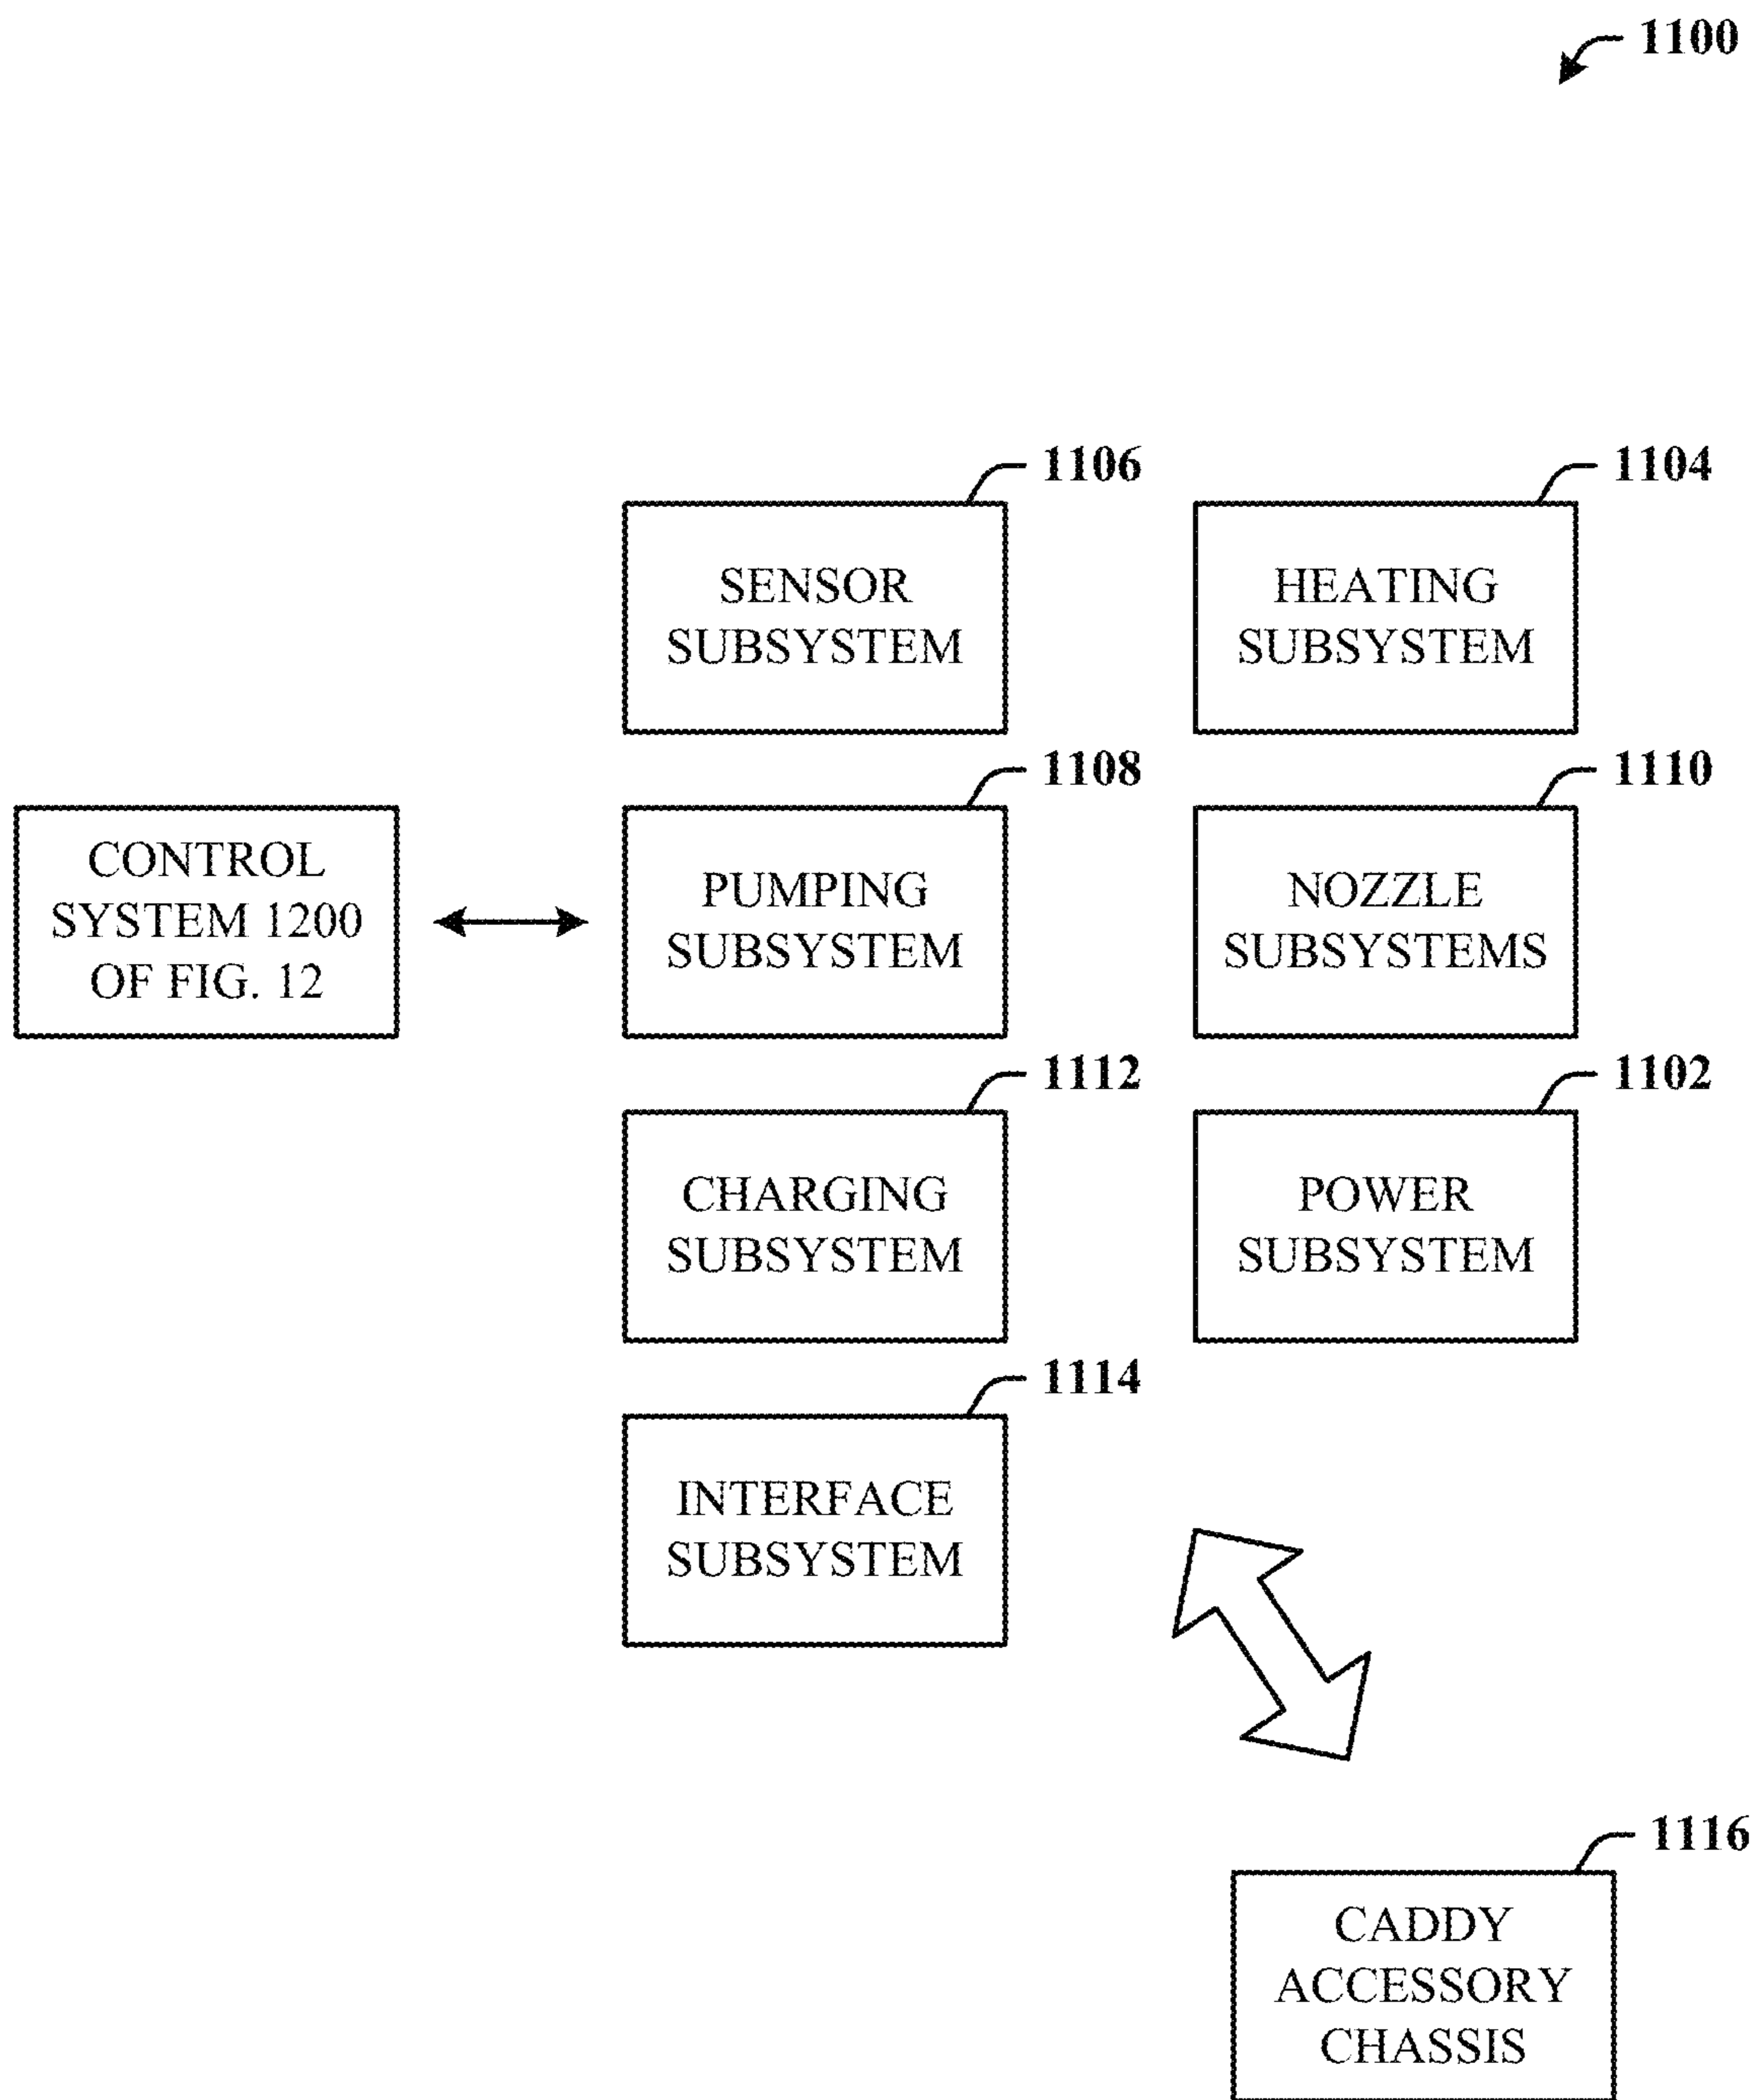 1100
1106
1104
SENSOR
SUBSYSTEM
HEATING
SUBSYSTEM
1108
1110
CONTROL
SYSTEM 1200
OF FIG. 12
PUMPING
SUBSYSTEM
NOZZLE
SUBSYSTEMS
1112
1102
CHARGING
SUBSYSTEM
POWER
SUBSYSTEM
1114
INTERFACE
SUBSYSTEM
1116
CADDY
ACCESSORY
CHASSIS